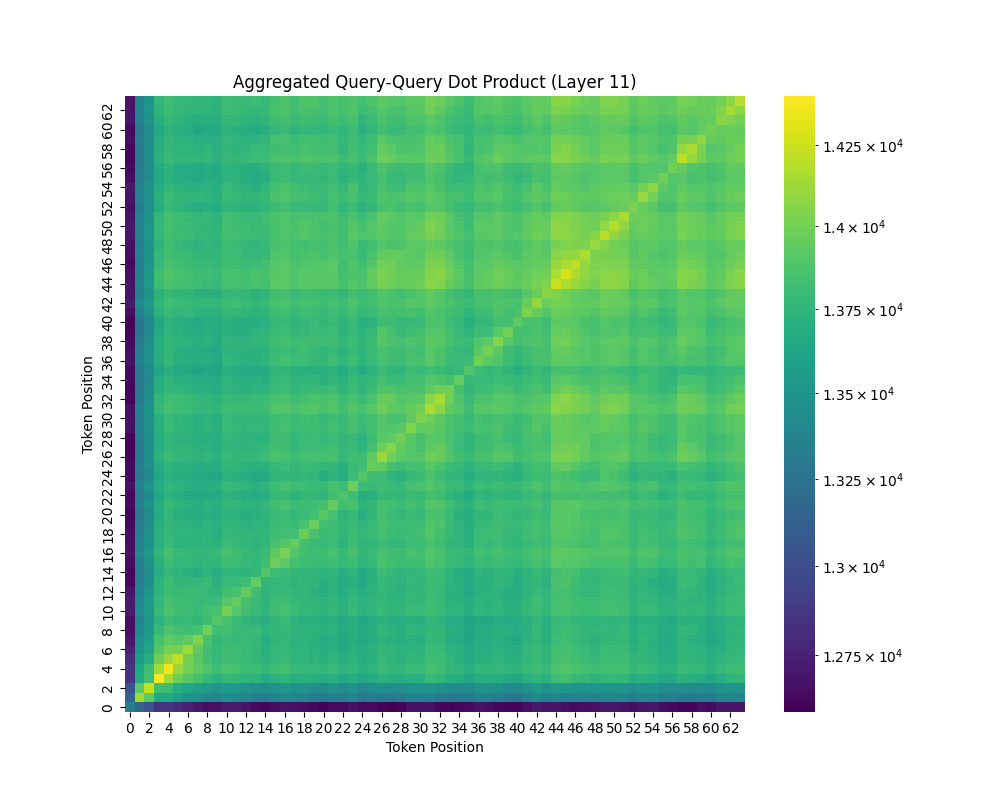 Aggregated Query-Query Dot Product (Layer 11)
Token Position
62
60
58
56
54
52
50
48
46
44
42
40
38
36
34
32
30
28
26
24
22
20
18
16
14
12
10
8
6
4
2
0
0 2 4 6 8 10 12 14 16 18 20 22 24 26 28 30 32 34 36 38 40 42 44 46 48 50 52 54 56 58 60 62
Token Position
1.425 × 10⁴
1.4 × 10⁴
1.375 × 10⁴
1.35 × 10⁴
1.325 × 10⁴
1.3 × 10⁴
1.275 × 10⁴